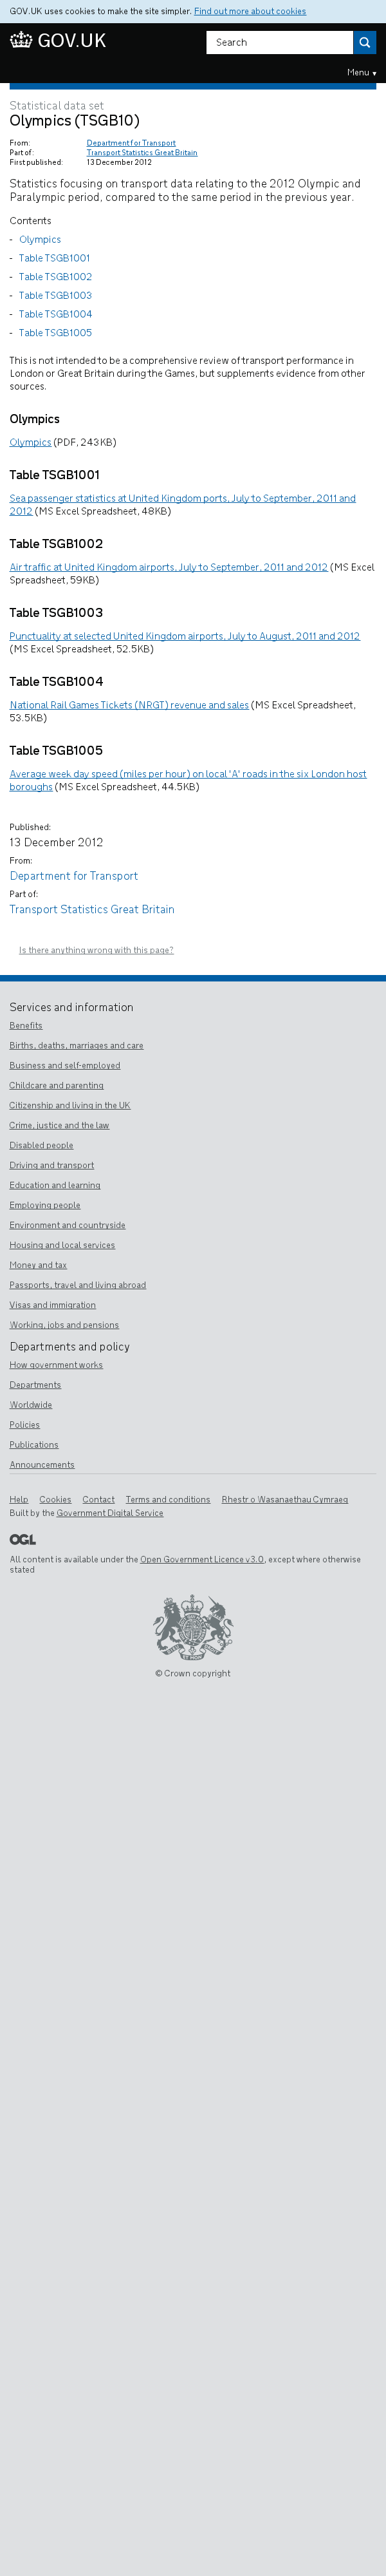 GOV.UK uses cookies to make the site simpler. Find out more about cookies
GOV.UK
Search
Menu ▾
Statistical data set
Olympics (TSGB10)
From: Department for Transport
Part of: Transport Statistics Great Britain
First published: 13 December 2012
Statistics focusing on transport data relating to the 2012 Olympic and
Paralympic period, compared to the same period in the previous year.
Contents
- Olympics
- Table TSGB1001
- Table TSGB1002
- Table TSGB1003
- Table TSGB1004
- Table TSGB1005
This is not intended to be a comprehensive review of transport performance in
London or Great Britain during the Games, but supplements evidence from other
sources.
Olympics
Olympics (PDF, 243KB)
Table TSGB1001
Sea passenger statistics at United Kingdom ports, July to September, 2011 and
2012 (MS Excel Spreadsheet, 48KB)
Table TSGB1002
Air traffic at United Kingdom airports, July to September, 2011 and 2012 (MS Excel
Spreadsheet, 59KB)
Table TSGB1003
Punctuality at selected United Kingdom airports, July to August, 2011 and 2012
(MS Excel Spreadsheet, 52.5KB)
Table TSGB1004
National Rail Games Tickets (NRGT) revenue and sales (MS Excel Spreadsheet,
53.5KB)
Table TSGB1005
Average week day speed (miles per hour) on local 'A' roads in the six London host
boroughs (MS Excel Spreadsheet, 44.5KB)
Published:
13 December 2012
From:
Department for Transport
Part of:
Transport Statistics Great Britain
Is there anything wrong with this page?
Services and information
Benefits
Births, deaths, marriages and care
Business and self-employed
Childcare and parenting
Citizenship and living in the UK
Crime, justice and the law
Disabled people
Driving and transport
Education and learning
Employing people
Environment and countryside
Housing and local services
Money and tax
Passports, travel and living abroad
Visas and immigration
Working, jobs and pensions
Departments and policy
How government works
Departments
Worldwide
Policies
Publications
Announcements
Help Cookies Contact Terms and conditions Rhestr o Wasanaethau Cymraeg
Built by the Government Digital Service
OGL
All content is available under the Open Government Licence v3.0, except where otherwise
stated
© Crown copyright